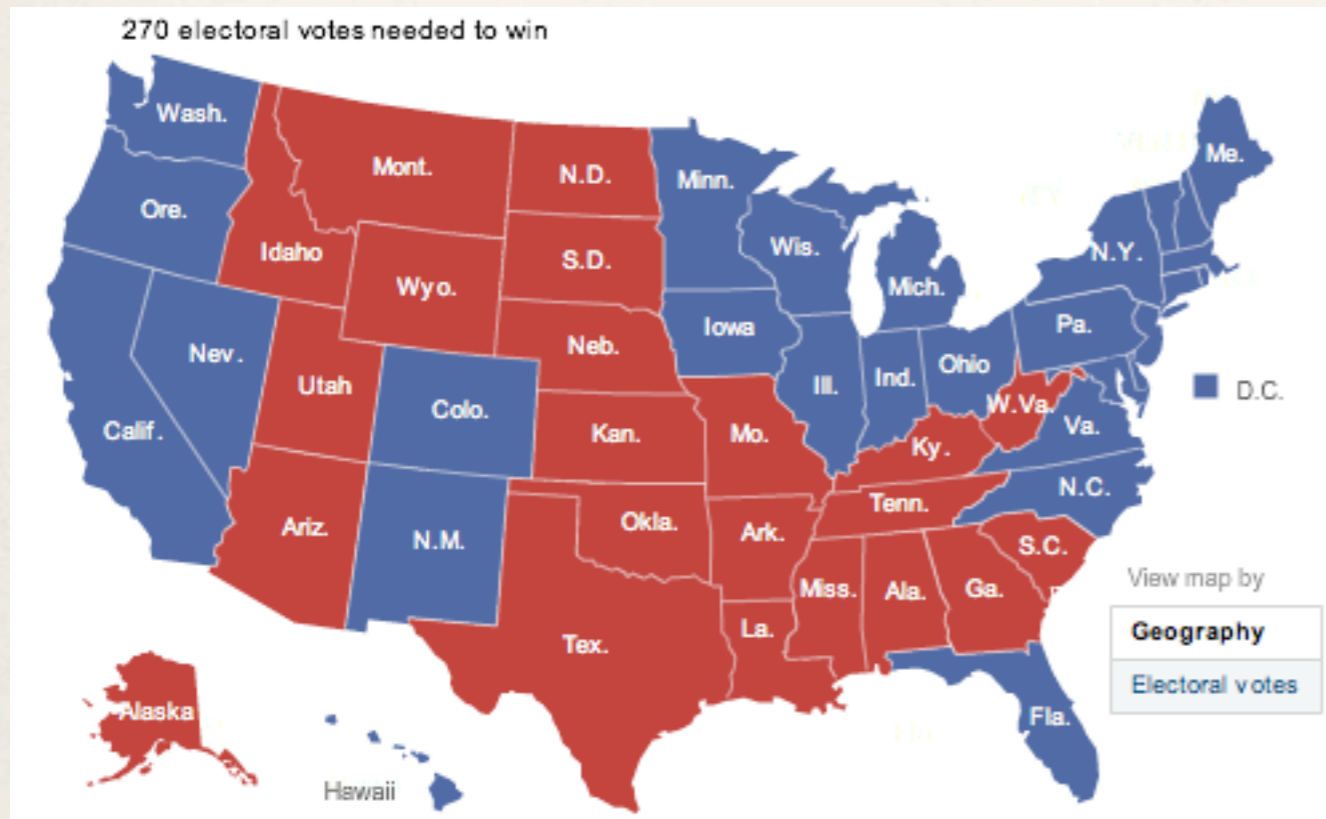 270 electoral votes needed to win
Wash.
Mont.
N.D.
Minn.
Me.
Ore.
Idaho
S.D.
Wis.
N.Y.
Wyo.
Mich.
Iowa
Pa.
Nev.
Neb.
Ohio
Utah
Ill.
Ind.
D.C.
Colo.
W.Va.
Calif.
Kan.
Mo.
Va.
Ky.
N.C.
Tenn.
Ariz.
Okla.
Ark.
N.M.
S.C.
Miss.
Ala.
Ga.
La.
Tex.
Alaska
Fla.
Hawaii
View map by
Geography
Electoral votes